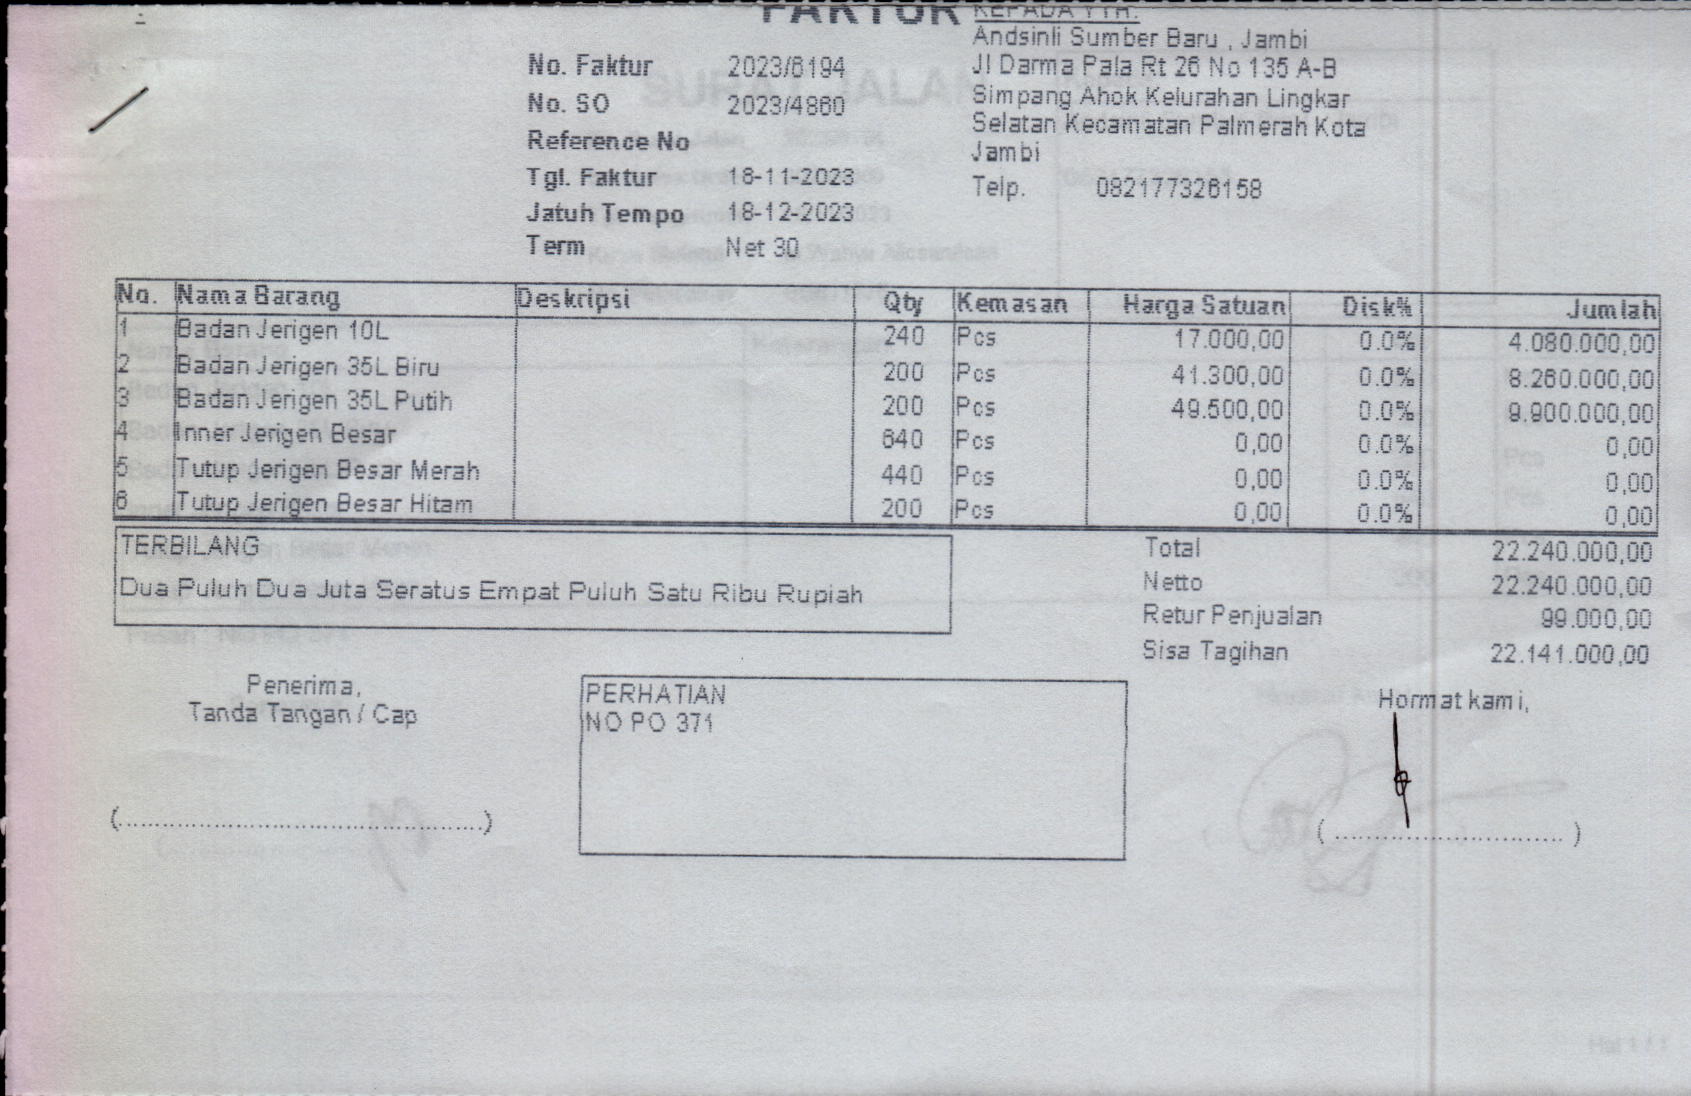 FAKTUR
KEPADA YTH.
Andsinli Sumber Baru , Jambi
Jl Darma Pala Rt 26 No 135 A-B
Simpang Ahok Kelurahan Lingkar
Selatan Kecamatan Palmerah Kota
Jambi
Telp. 082177326158
No. Faktur 2023/6194
No. SO 2023/4860
Reference No
Tgl. Faktur 18-11-2023
Jatuh Tempo 18-12-2023
Term Net 30
No. Nama Barang Deskripsi Qty Kemasan Harga Satuan Disk% Jumlah
1 Badan Jerigen 10L 240 Pcs 17.000,00 0.0% 4.080.000,00
2 Badan Jerigen 35L Biru 200 Pcs 41.300,00 0.0% 8.260.000,00
3 Badan Jerigen 35L Putih 200 Pcs 49.500,00 0.0% 9.900.000,00
4 Inner Jerigen Besar 640 Pcs 0,00 0.0% 0,00
5 Tutup Jerigen Besar Merah 440 Pcs 0,00 0.0% 0,00
6 Tutup Jerigen Besar Hitam 200 Pcs 0,00 0.0% 0,00
TERBILANG
Dua Puluh Dua Juta Seratus Empat Puluh Satu Ribu Rupiah
Total 22.240.000,00
Netto 22.240.000,00
Retur Penjualan 99.000,00
Sisa Tagihan 22.141.000,00
Penerima,
Tanda Tangan / Cap
(..........................................)
PERHATIAN
NO PO 371
Hormat kami,
(..........................)
SURAT JALAN
Hal 1 / 1